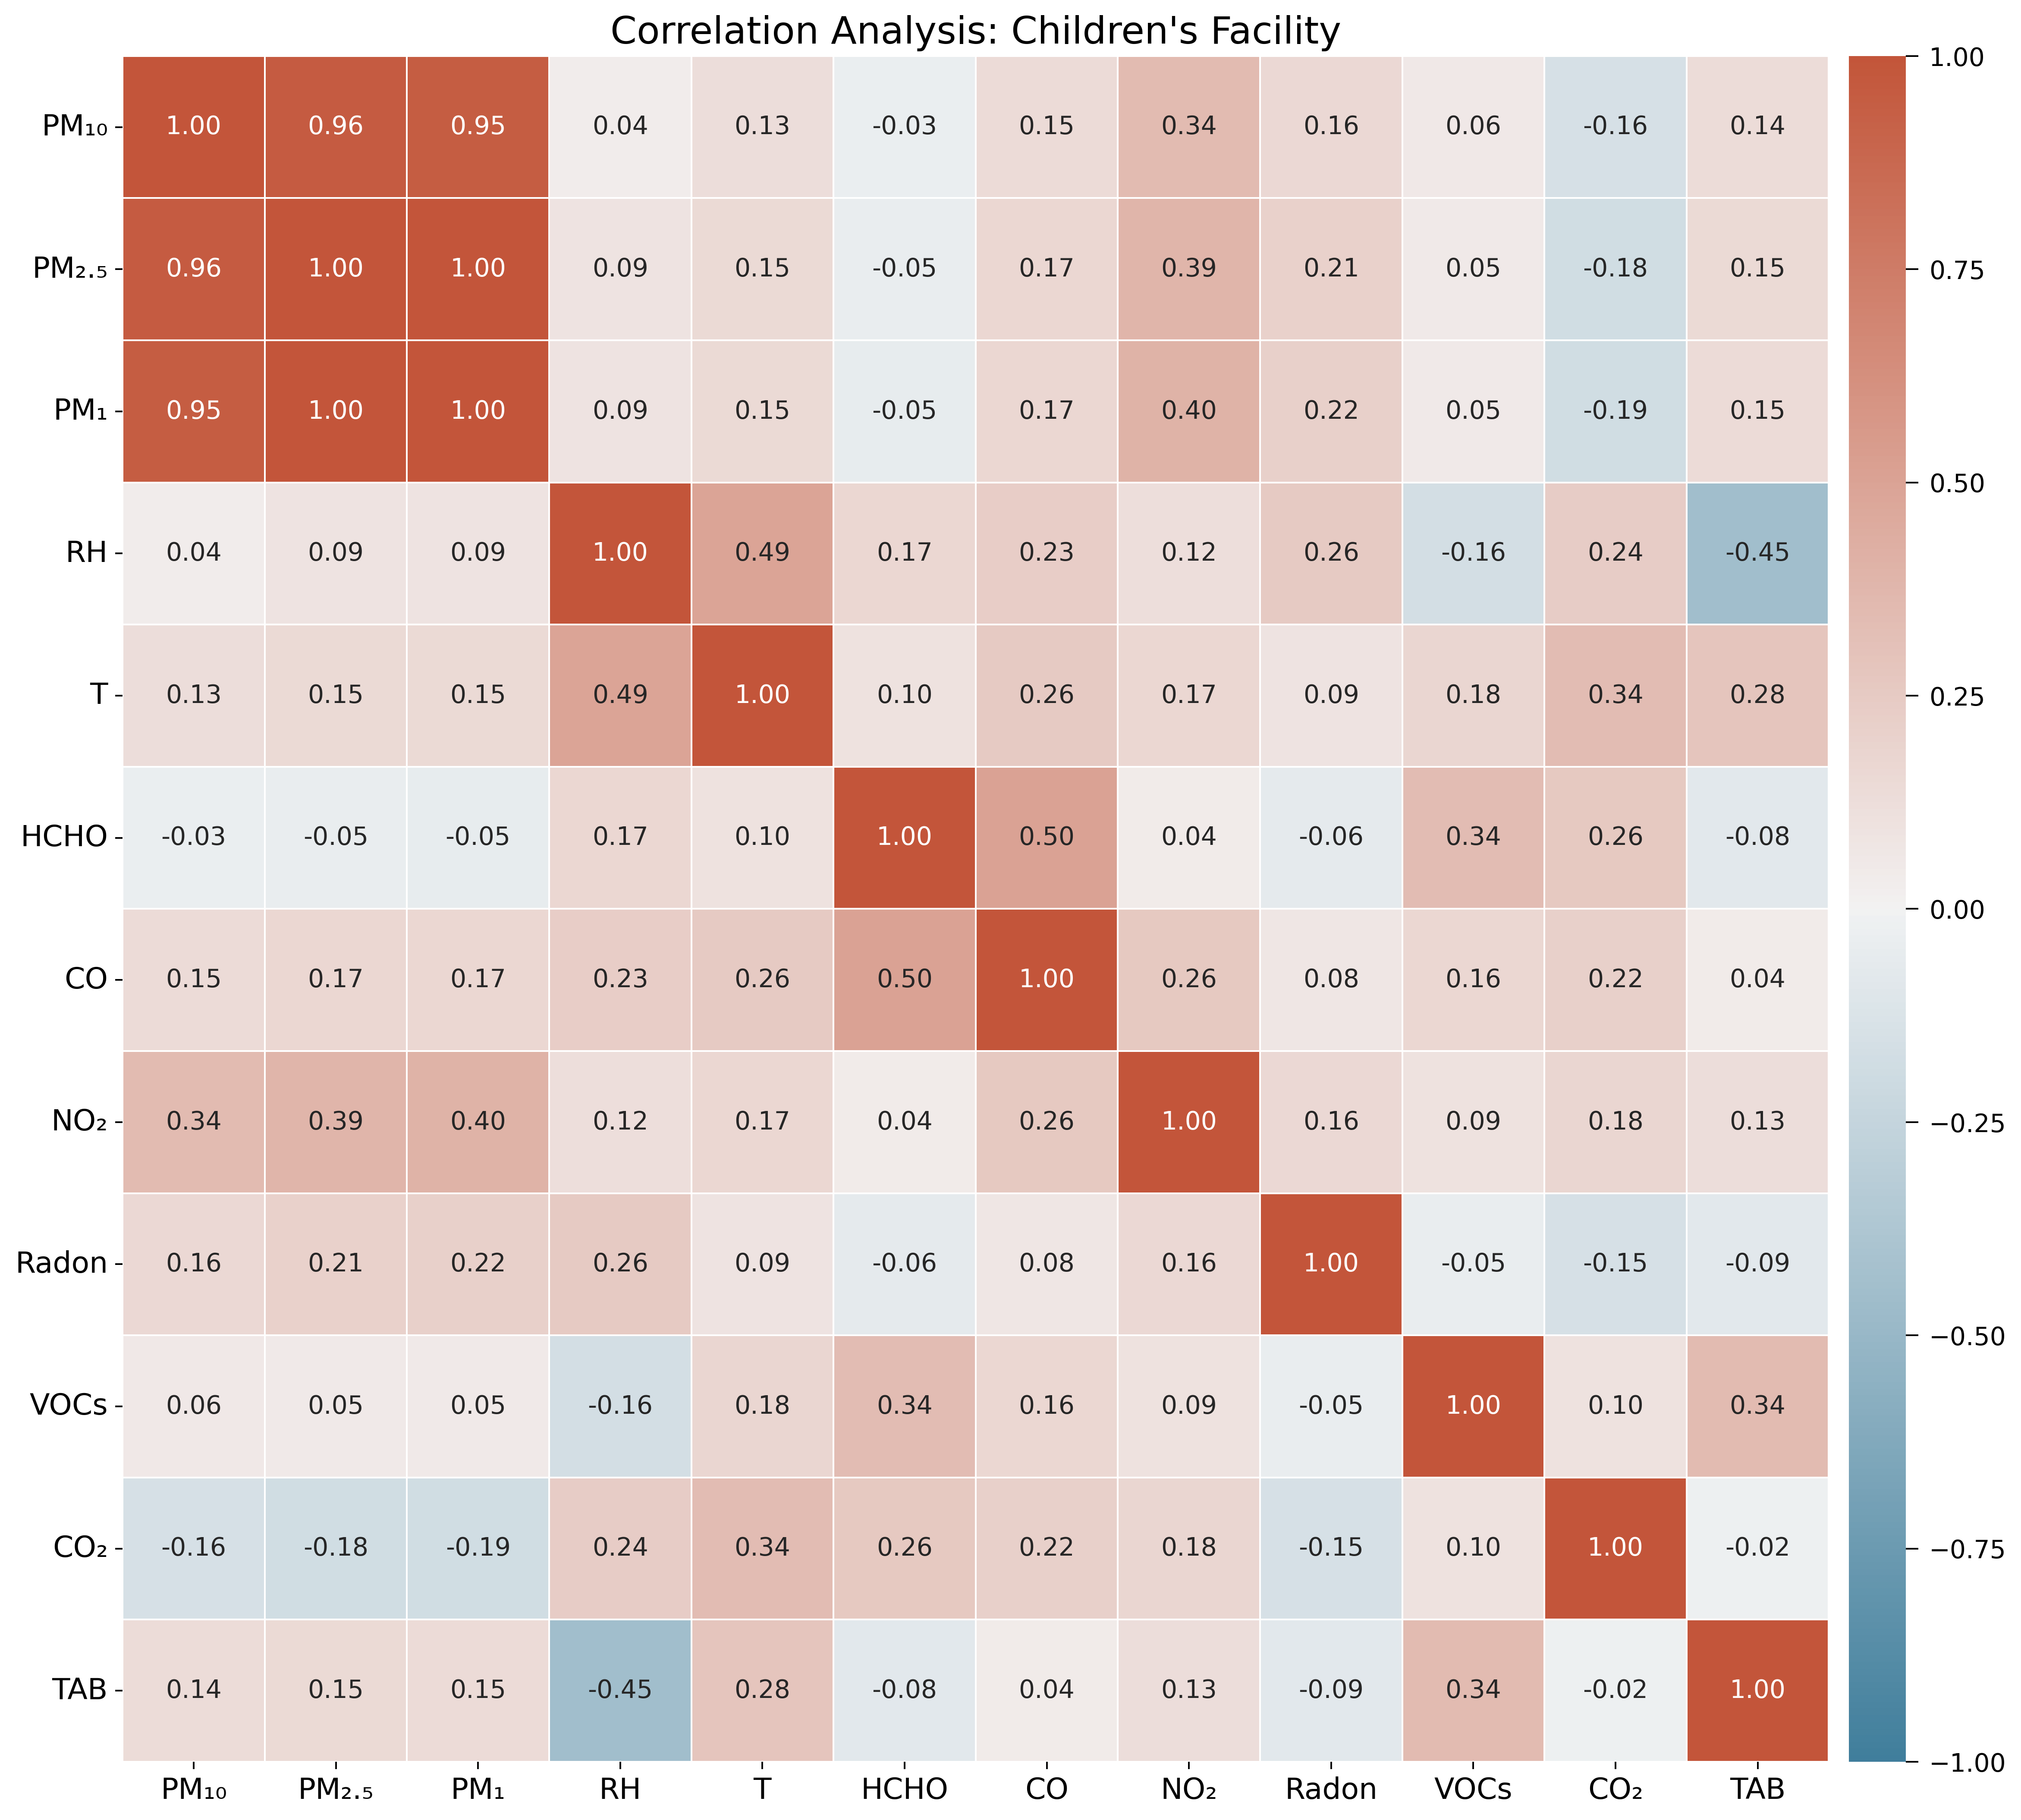 Correlation Analysis: Children's Facility
PM₁₀ 1.00 0.96 0.95 0.04 0.13 -0.03 0.15 0.34 0.16 0.06 -0.16 0.14
PM₂.₅ 0.96 1.00 1.00 0.09 0.15 -0.05 0.17 0.39 0.21 0.05 -0.18 0.15
PM₁ 0.95 1.00 1.00 0.09 0.15 -0.05 0.17 0.40 0.22 0.05 -0.19 0.15
RH 0.04 0.09 0.09 1.00 0.49 0.17 0.23 0.12 0.26 -0.16 0.24 -0.45
T 0.13 0.15 0.15 0.49 1.00 0.10 0.26 0.17 0.09 0.18 0.34 0.28
HCHO -0.03 -0.05 -0.05 0.17 0.10 1.00 0.50 0.04 -0.06 0.34 0.26 -0.08
CO 0.15 0.17 0.17 0.23 0.26 0.50 1.00 0.26 0.08 0.16 0.22 0.04
NO₂ 0.34 0.39 0.40 0.12 0.17 0.04 0.26 1.00 0.16 0.09 0.18 0.13
Radon 0.16 0.21 0.22 0.26 0.09 -0.06 0.08 0.16 1.00 -0.05 -0.15 -0.09
VOCs 0.06 0.05 0.05 -0.16 0.18 0.34 0.16 0.09 -0.05 1.00 0.10 0.34
CO₂ -0.16 -0.18 -0.19 0.24 0.34 0.26 0.22 0.18 -0.15 0.10 1.00 -0.02
TAB 0.14 0.15 0.15 -0.45 0.28 -0.08 0.04 0.13 -0.09 0.34 -0.02 1.00
PM₁₀ PM₂.₅ PM₁ RH T HCHO CO NO₂ Radon VOCs CO₂ TAB
1.00
0.75
0.50
0.25
0.00
−0.25
−0.50
−0.75
−1.00